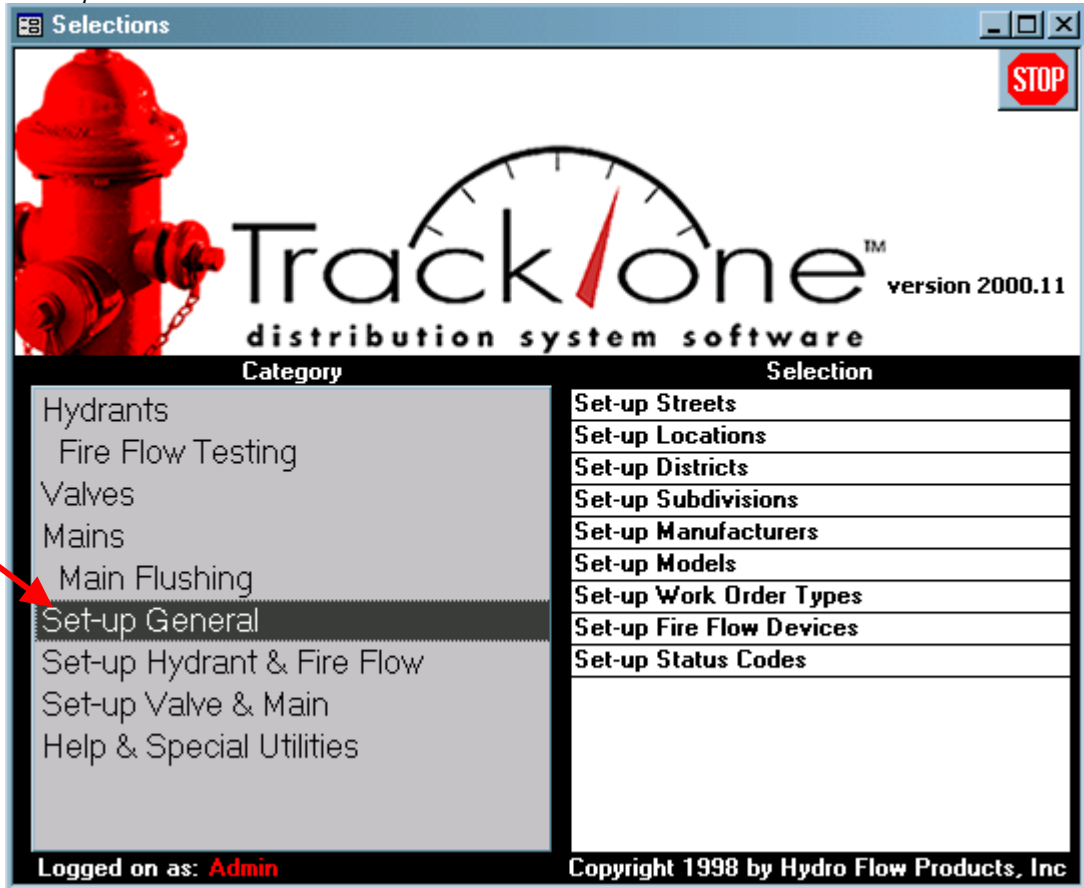 Selections
STOP
Track one™
version 2000.11
distribution system software
Category
Selection
Hydrants
Fire Flow Testing
Valves
Mains
Main Flushing
Set-up General
Set-up Hydrant & Fire Flow
Set-up Valve & Main
Help & Special Utilities
Set-up Streets
Set-up Locations
Set-up Districts
Set-up Subdivisions
Set-up Manufacturers
Set-up Models
Set-up Work Order Types
Set-up Fire Flow Devices
Set-up Status Codes
Logged on as: Admin
Copyright 1998 by Hydro Flow Products, Inc